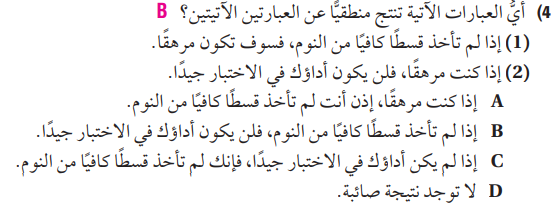 4) أيُّ العبارات الآتية تنتج منطقيًّا عن العبارتين الآتيتين؟ B
(1) إذا لم تأخذ قسطًا كافيًا من النوم، فسوف تكون مرهقًا.
(2) إذا كنت مرهقًا، فلن يكون أداؤك في الاختبار جيدًا.
A إذا كنت مرهقًا، إذن أنت لم تأخذ قسطًا كافيًا من النوم.
B إذا لم تأخذ قسطًا كافيًا من النوم، فلن يكون أداؤك في الاختبار جيدًا.
C إذا لم يكن أداؤك في الاختبار جيدًا، فإنك لم تأخذ قسطًا كافيًا من النوم.
D لا توجد نتيجة صائبة.